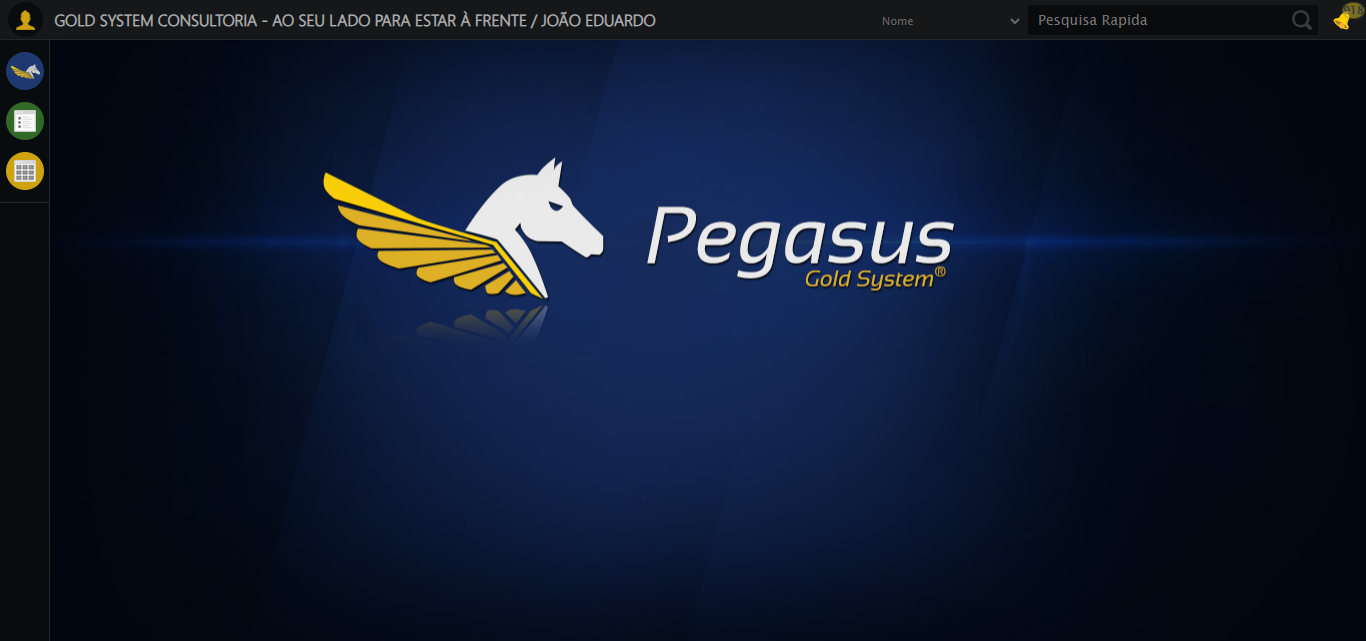 GOLD SYSTEM CONSULTORIA - AO SEU LADO PARA ESTAR À FRENTE / JOÃO EDUARDO
Nome
Pesquisa Rapida
Pegasus
Gold System®